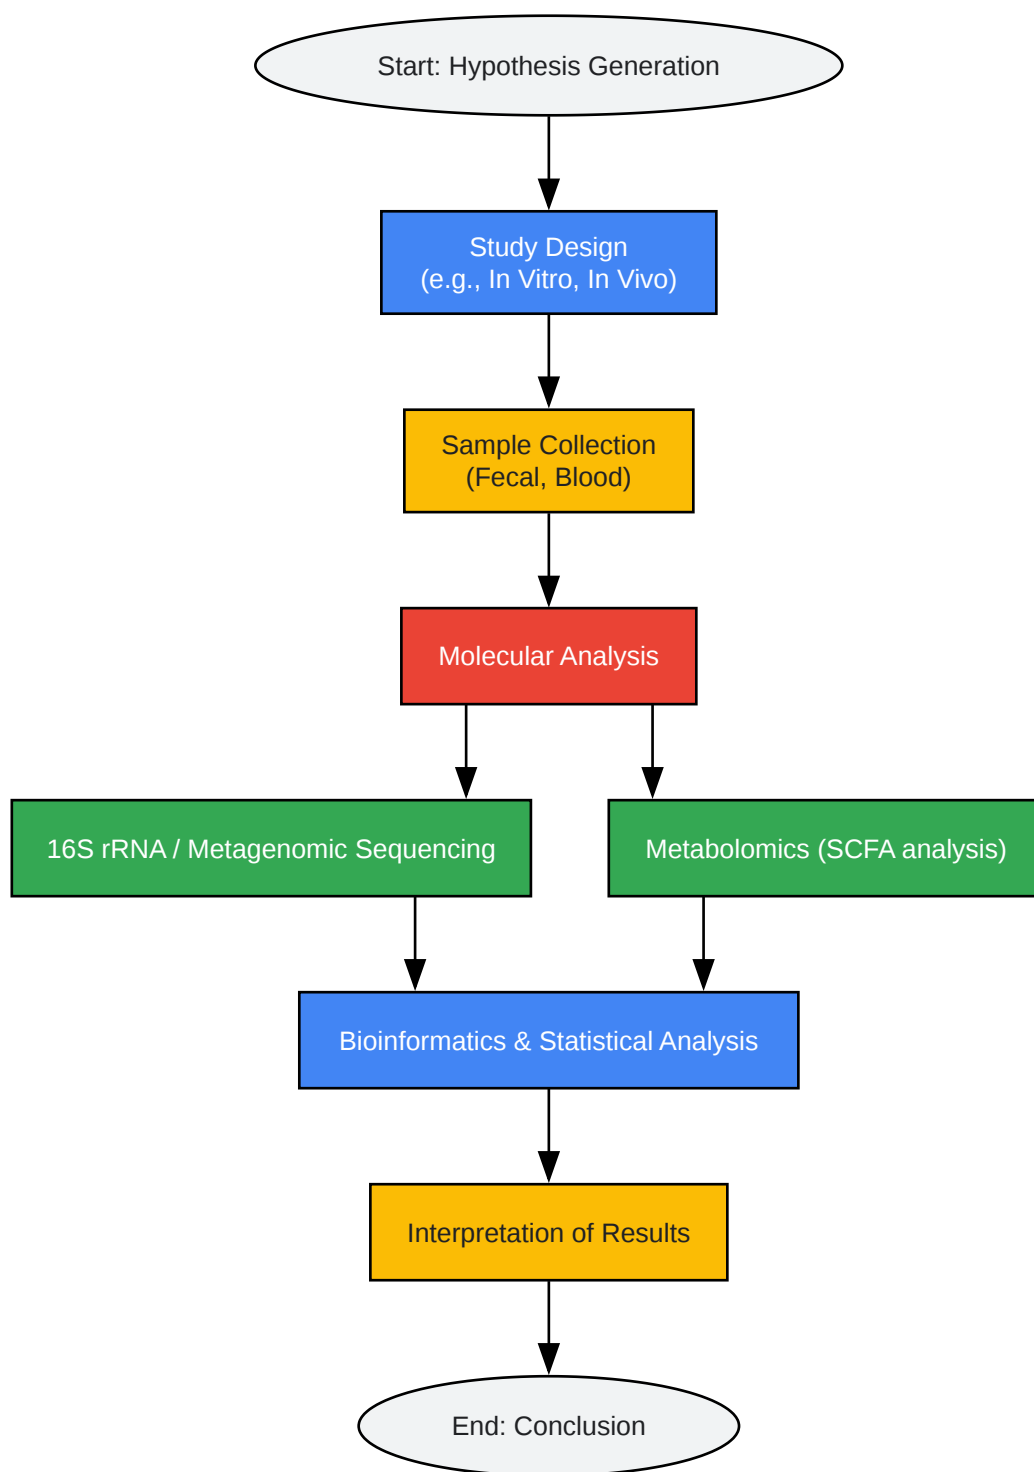 Start: Hypothesis Generation
Study Design
(e.g., In Vitro, In Vivo)
Sample Collection
(Fecal, Blood)
Molecular Analysis
16S rRNA / Metagenomic Sequencing
Metabolomics (SCFA analysis)
Bioinformatics & Statistical Analysis
Interpretation of Results
End: Conclusion